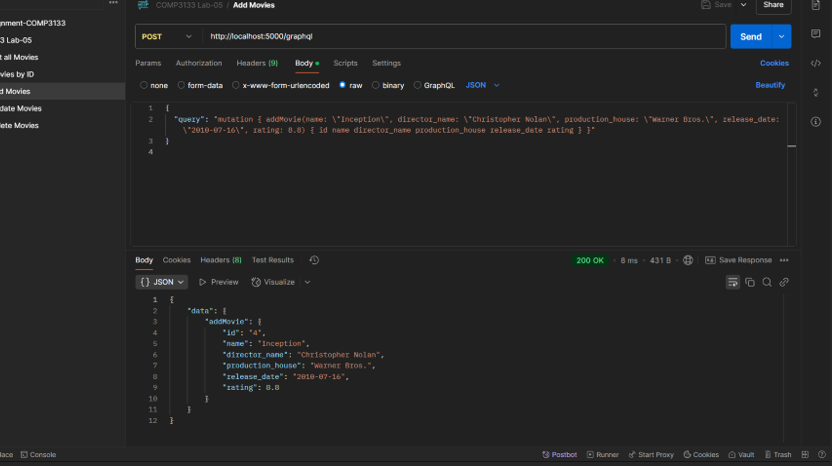 COMP3133 Lab-05 / Add Movies
Save
Share
gnment-COMP3133
3 Lab-05
t all Movies
vies by ID
d Movies
date Movies
lete Movies
POST
http://localhost:5000/graphql
Send
Params Authorization Headers (9) Body Scripts Settings
Cookies
none form-data x-www-form-urlencoded raw binary GraphQL JSON
Beautify
1 {
2 "query": "mutation { addMovie(name: \"Inception\", director_name: \"Christopher Nolan\", production_house: \"Warner Bros.\", release_date:
\"2010-07-16\", rating: 8.8) { id name director_name production_house release_date rating } }"
3 }
4
Body Cookies Headers (8) Test Results
200 OK • 8 ms • 431 B •
Save Response
{} JSON Preview Visualize
1 {
2 "data": {
3 "addMovie": {
4 "id": "4",
5 "name": "Inception",
6 "director_name": "Christopher Nolan",
7 "production_house": "Warner Bros.",
8 "release_date": "2010-07-16",
9 "rating": 8.8
10 }
11 }
12 }
lace Console
Postbot Runner Start Proxy Cookies Vault Trash